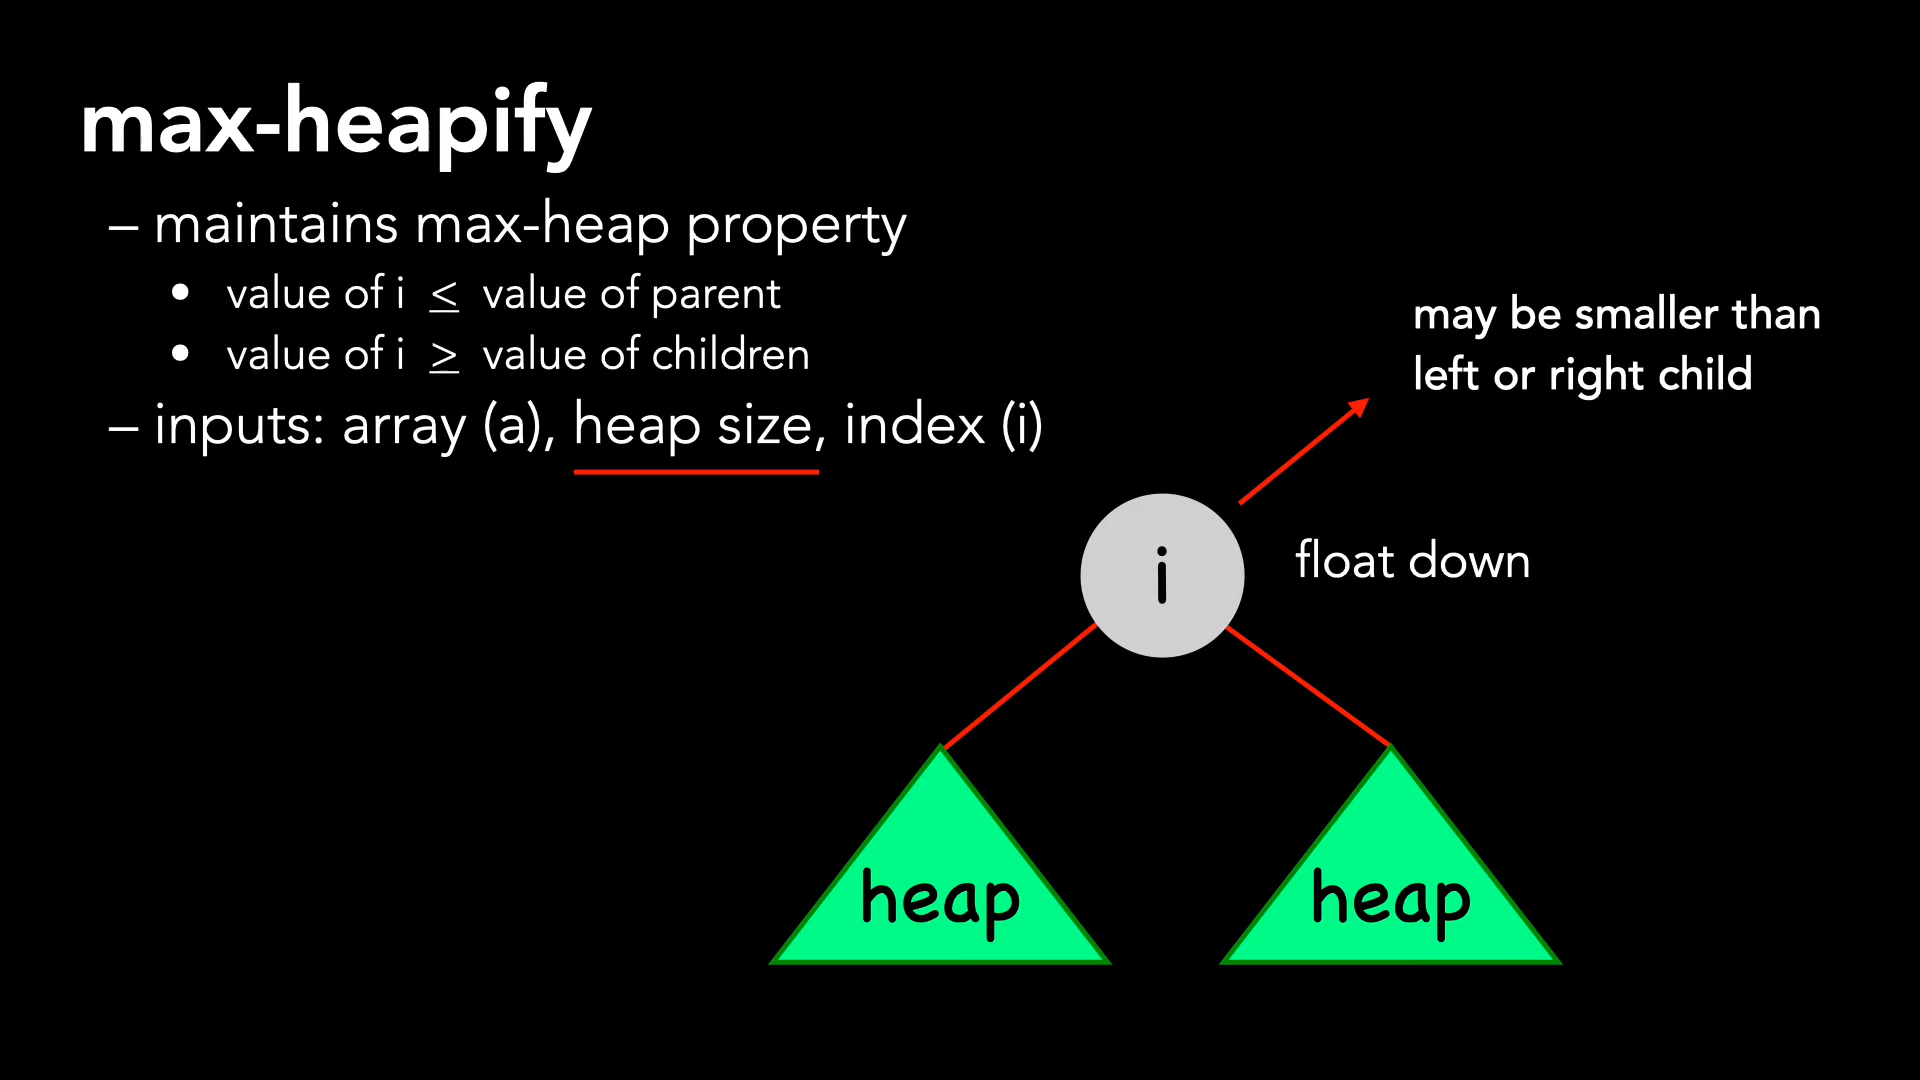 max-heapify
– maintains max-heap property
• value of i ≤ value of parent
• value of i ≥ value of children
– inputs: array (a), heap size, index (i)
may be smaller than
left or right child
i
float down
heap
heap